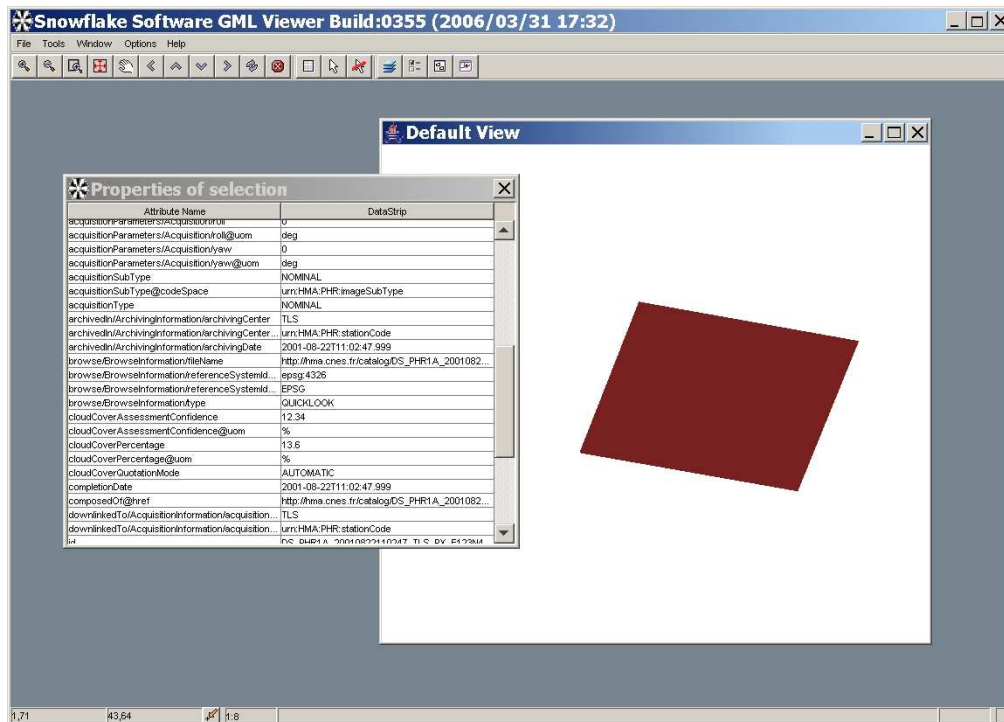 Snowflake Software GML Viewer Build:0355 (2006/03/31 17:32)
File Tools Window Options Help
Default View
Properties of selection
Attribute Name DataStrip
acquisitionParameters/Acquisition/roll 0
acquisitionParameters/Acquisition/roll@uom deg
acquisitionParameters/Acquisition/yaw 0
acquisitionParameters/Acquisition/yaw@uom deg
acquisitionSubType NOMINAL
acquisitionSubType@codeSpace urn:HMA:PHR:imageSubType
acquisitionType NOMINAL
archivedIn/ArchivingInformation/archivingCenter TLS
archivedIn/ArchivingInformation/archivingCenter... urn:HMA:PHR:stationCode
archivedIn/ArchivingInformation/archivingDate 2001-08-22T11:02:47.999
browse/BrowseInformation/fileName http://hma.cnes.fr/catalog/DS_PHR1A_2001082...
browse/BrowseInformation/referenceSystemId... epsg:4326
browse/BrowseInformation/referenceSystemId... EPSG
browse/BrowseInformation/type QUICKLOOK
cloudCoverAssessmentConfidence 12.34
cloudCoverAssessmentConfidence@uom %
cloudCoverPercentage 13.6
cloudCoverPercentage@uom %
cloudCoverQuotationMode AUTOMATIC
completionDate 2001-08-22T11:02:47.999
composedOf@href http://hma.cnes.fr/catalog/DS_PHR1A_2001082...
downlinkedTo/AcquisitionInformation/acquisition... TLS
downlinkedTo/AcquisitionInformation/acquisition... urn:HMA:PHR:stationCode
id DS_PHR1A_20010822110247_TLS_PX_E123N4...
1,71 43,64 1:8